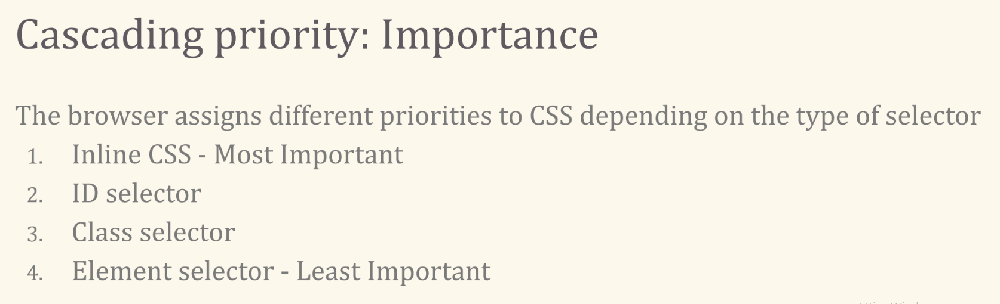 Cascading priority: Importance
The browser assigns different priorities to CSS depending on the type of selector
1. Inline CSS - Most Important
2. ID selector
3. Class selector
4. Element selector - Least Important